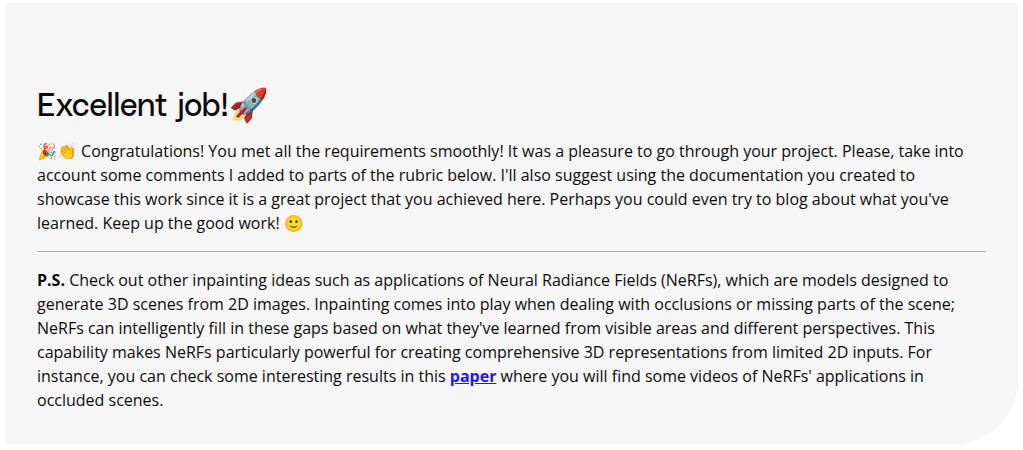 Excellent job!🚀
🎉👏 Congratulations! You met all the requirements smoothly! It was a pleasure to go through your project. Please, take into
account some comments I added to parts of the rubric below. I'll also suggest using the documentation you created to
showcase this work since it is a great project that you achieved here. Perhaps you could even try to blog about what you've
learned. Keep up the good work! 🙂
P.S. Check out other inpainting ideas such as applications of Neural Radiance Fields (NeRFs), which are models designed to
generate 3D scenes from 2D images. Inpainting comes into play when dealing with occlusions or missing parts of the scene;
NeRFs can intelligently fill in these gaps based on what they've learned from visible areas and different perspectives. This
capability makes NeRFs particularly powerful for creating comprehensive 3D representations from limited 2D inputs. For
instance, you can check some interesting results in this paper where you will find some videos of NeRFs' applications in
occluded scenes.